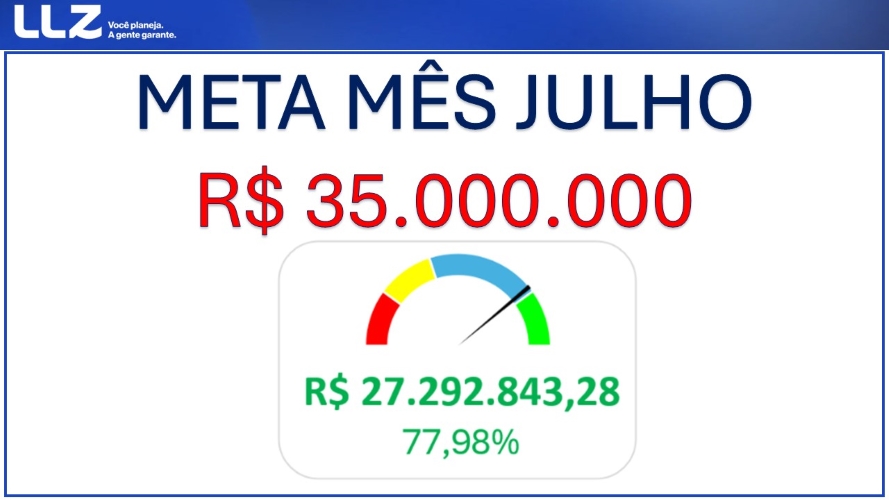 LLZ
Você planeja.
A gente garante.
META MÊS JULHO
R$ 35.000.000
R$ 27.292.843,28
77,98%